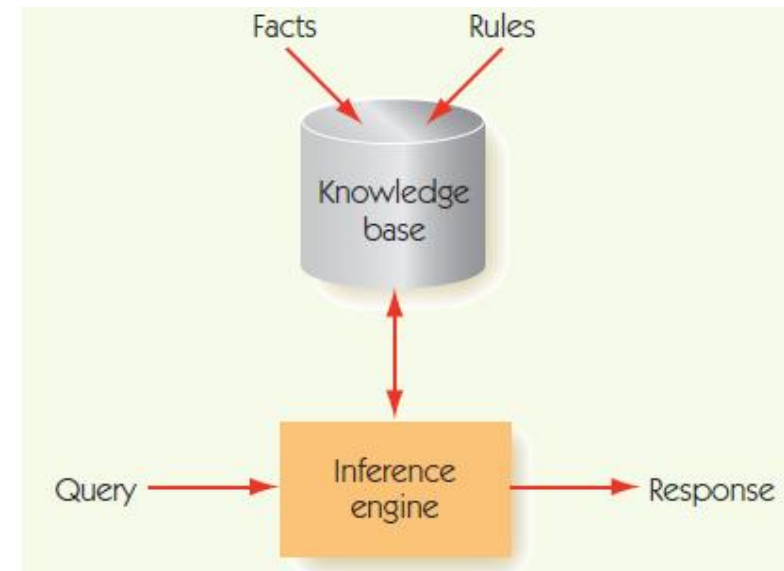 Facts
Rules
Knowledge
base
Query
Inference
engine
Response